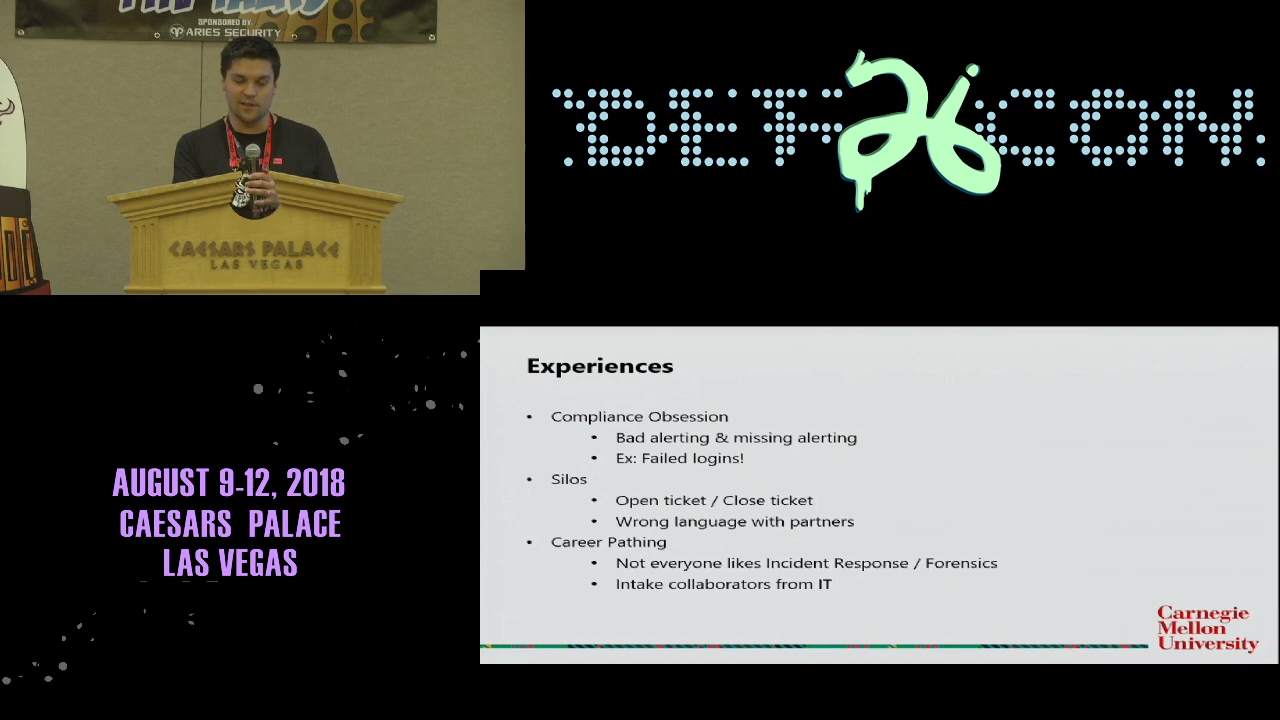 SPONSORED BY:
ARIES SECURITY
CAESARS PALACE
LAS VEGAS
DEF 26 CON
AUGUST 9-12, 2018
CAESARS PALACE
LAS VEGAS
Experiences
• Compliance Obsession
• Bad alerting & missing alerting
• Ex: Failed logins!
• Silos
• Open ticket / Close ticket
• Wrong language with partners
• Career Pathing
• Not everyone likes Incident Response / Forensics
• Intake collaborators from IT
Carnegie
Mellon
University